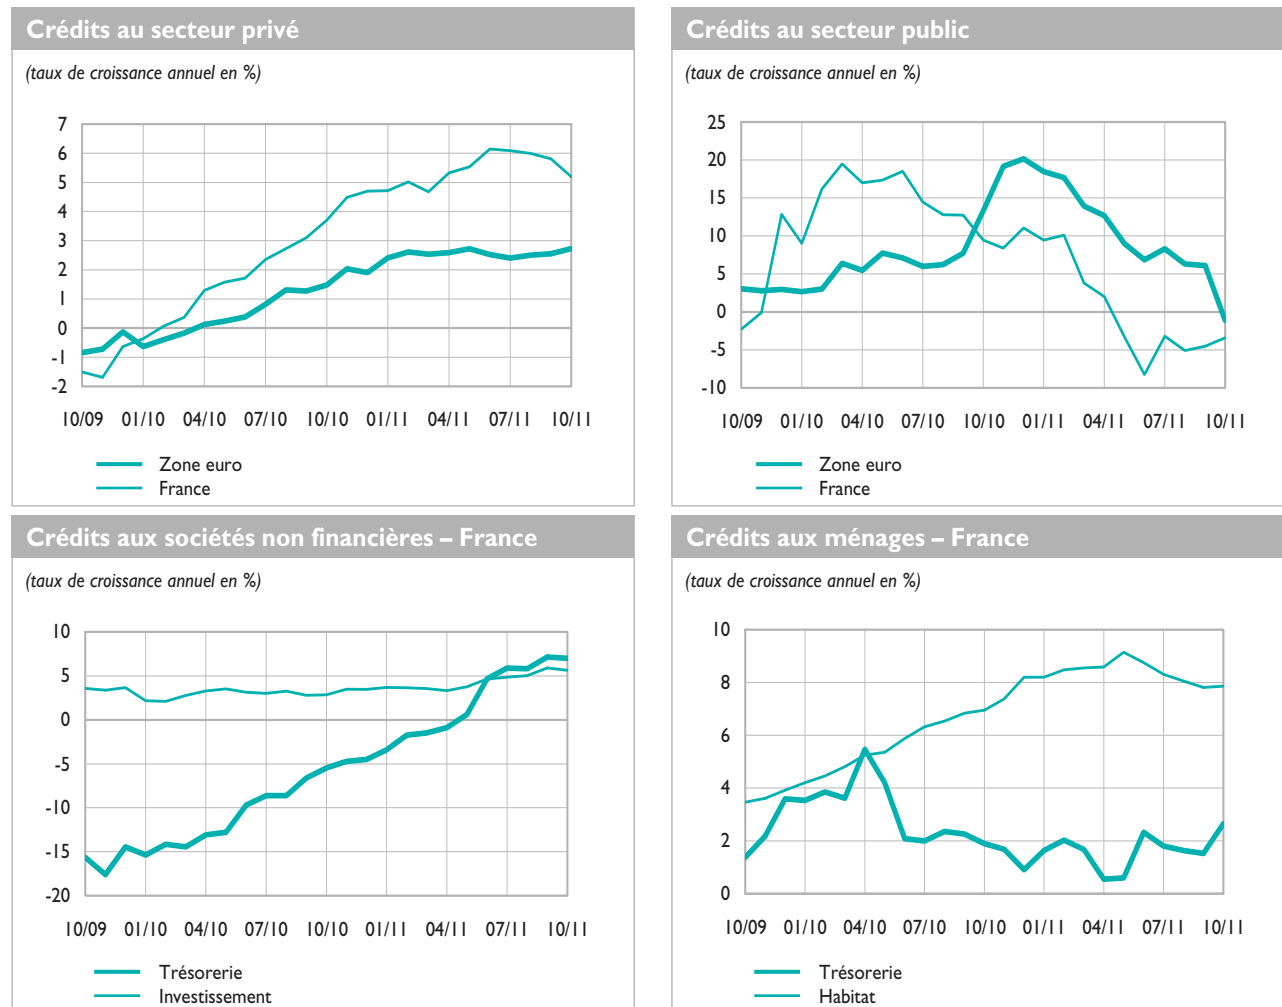 Crédits au secteur privé
(taux de croissance annuel en %)
7
6
5
4
3
2
1
0
-1
-2
10/09 01/10 04/10 07/10 10/10 01/11 04/11 07/11 10/11
Zone euro
France
Crédits au secteur public
(taux de croissance annuel en %)
25
20
15
10
5
0
-5
-10
10/09 01/10 04/10 07/10 10/10 01/11 04/11 07/11 10/11
Zone euro
France
Crédits aux sociétés non financières – France
(taux de croissance annuel en %)
10
5
0
-5
-10
-15
-20
10/09 01/10 04/10 07/10 10/10 01/11 04/11 07/11 10/11
Trésorerie
Investissement
Crédits aux ménages – France
(taux de croissance annuel en %)
10
8
6
4
2
0
10/09 01/10 04/10 07/10 10/10 01/11 04/11 07/11 10/11
Trésorerie
Habitat